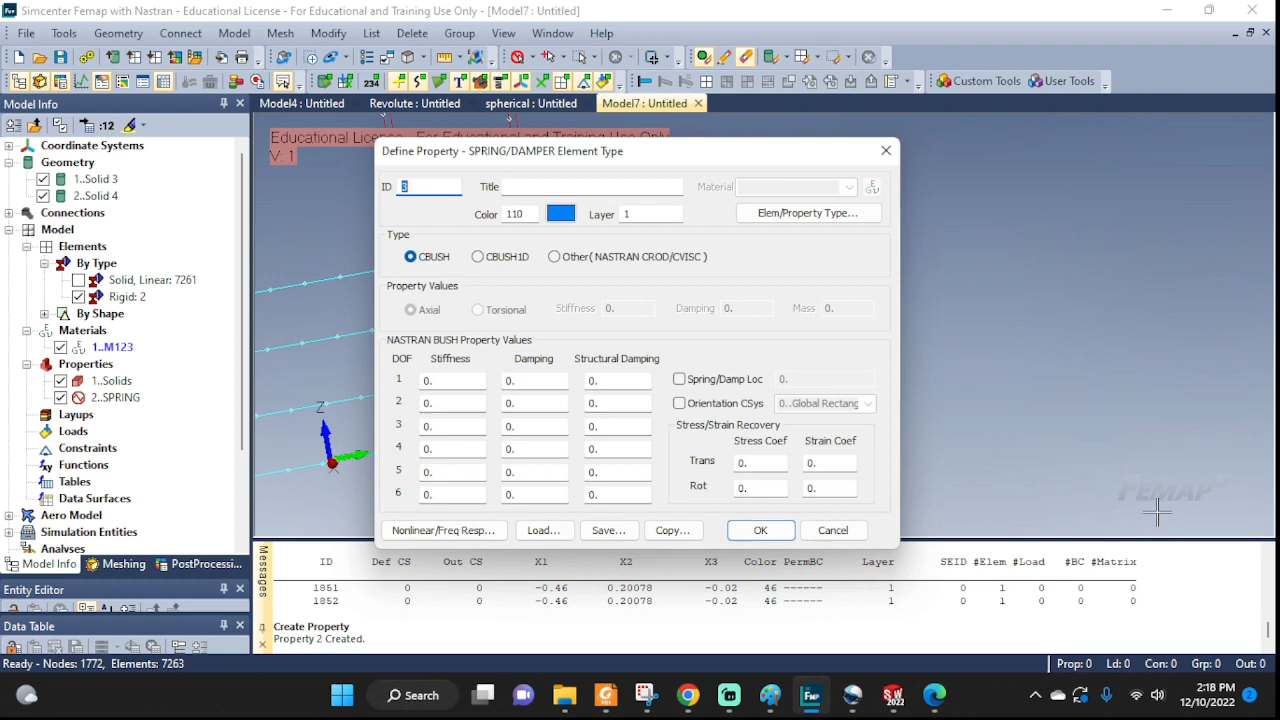 Simcenter Femap with Nastran - Educational License - For Educational and Training Use Only - [Model7 : Untitled]
File Tools Geometry Connect Model Mesh Modify List Delete Group View Window Help
234 Custom Tools User Tools
Model Info Model4 : Untitled Revolute : Untitled spherical : Untitled Model7 : Untitled
:12
Educational License - For Educational and Training Use Only
V: 1
Coordinate Systems
Geometry
1..Solid 3
2..Solid 4
Connections
Model
Elements
By Type
Solid, Linear: 7261
Rigid: 2
By Shape
Materials
1..M123
Properties
1..Solids
2..SPRING
Layups
Loads
Constraints
Functions
Tables
Data Surfaces
Aero Model
Simulation Entities
Analyses
Model Info Meshing PostProcessi...
Entity Editor
Data Table
Z
X
FEMAP
Define Property - SPRING/DAMPER Element Type
ID 3 Title Material
Color 110 Layer 1 Elem/Property Type...
Type
CBUSH CBUSH1D Other( NASTRAN CROD/CVISC )
Property Values
Axial Torsional Stiffness 0. Damping 0. Mass 0.
NASTRAN BUSH Property Values
DOF Stiffness Damping Structural Damping
1 0. 0. 0. Spring/Damp Loc 0.
2 0. 0. 0. Orientation CSys 0..Global Rectang
3 0. 0. 0. Stress/Strain Recovery
Stress Coef Strain Coef
4 0. 0. 0. Trans 0. 0.
5 0. 0. 0. Rot 0. 0.
6 0. 0. 0.
Nonlinear/Freq Resp... Load... Save... Copy... OK Cancel
Messages
ID Def CS Out CS X1 X2 X3 Color PermBC Layer SEID #Elem #Load #BC #Matrix
1851 0 0 -0.46 0.20078 -0.02 46 ------ 1 0 1 0 0 0
1852 0 0 -0.46 0.20078 -0.02 46 ------ 1 0 1 0 0 0
Create Property
Property 2 Created.
Ready - Nodes: 1772, Elements: 7263 Prop: 0 Ld: 0 Con: 0 Grp: 0 Out: 0
Search
2:18 PM
12/10/2022
2